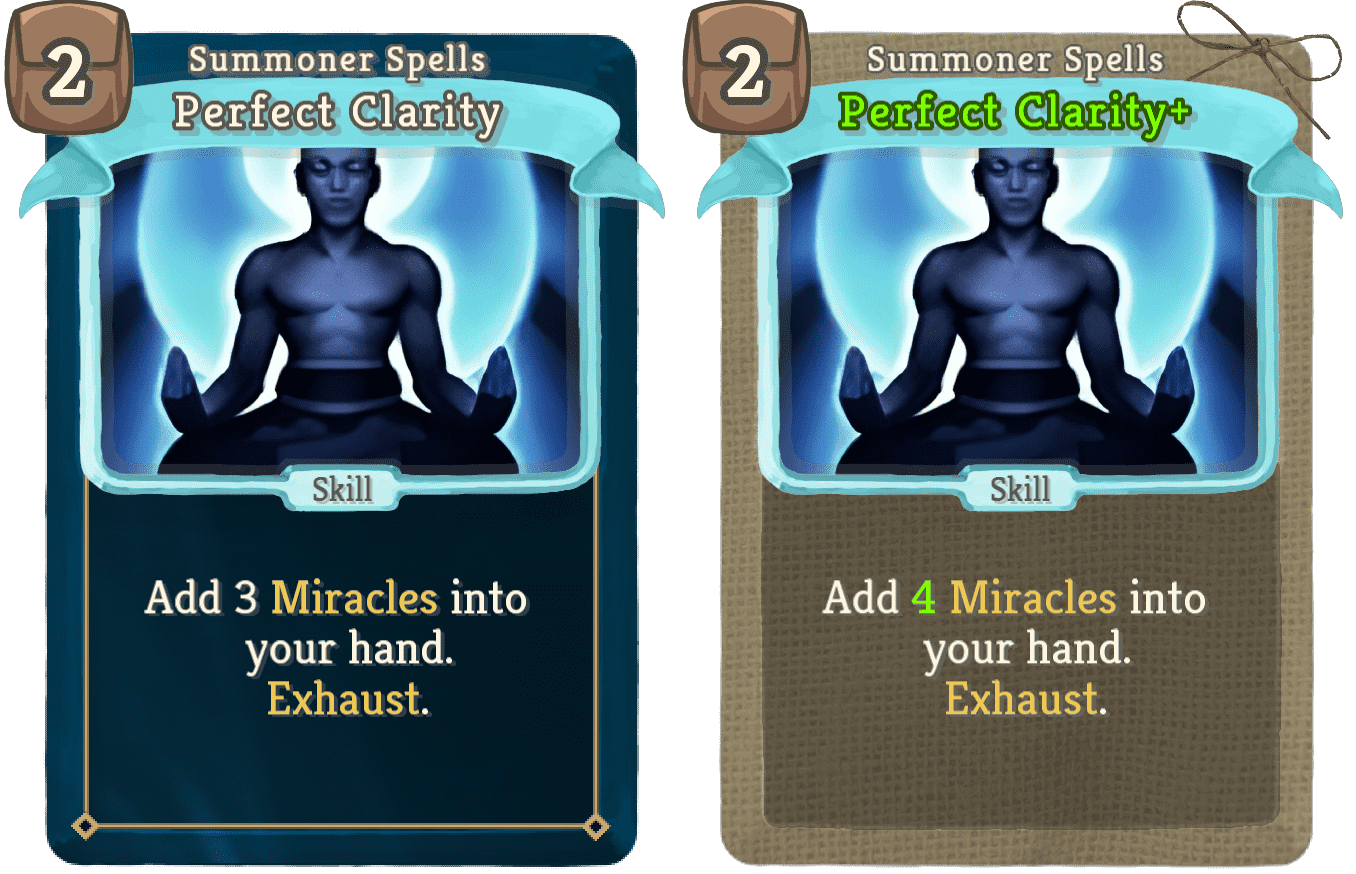 2
Summoner Spells
Perfect Clarity
Skill
Add 3 Miracles into
your hand.
Exhaust.
2
Summoner Spells
Perfect Clarity+
Skill
Add 4 Miracles into
your hand.
Exhaust.